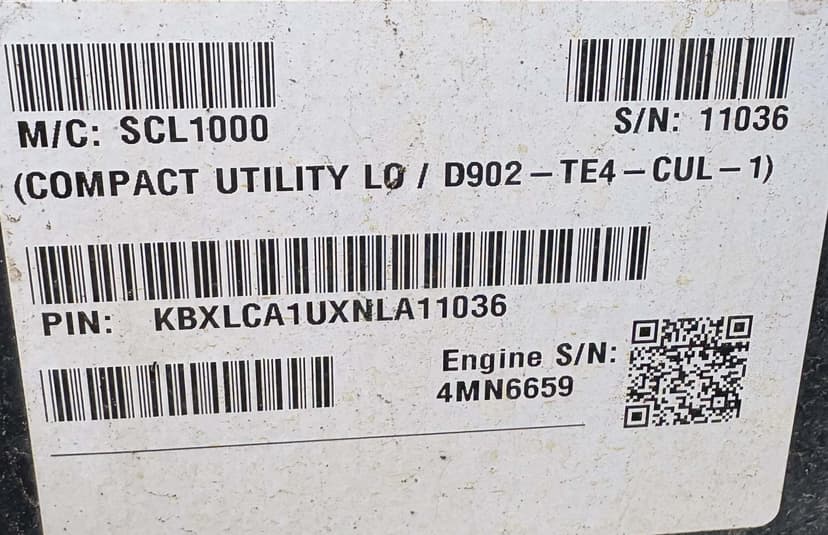 M/C: SCL1000
S/N: 11036
(COMPACT UTILITY LO / D902-TE4-CUL-1)
PIN: KBXLCA1UXNLA11036
Engine S/N:
4MN6659